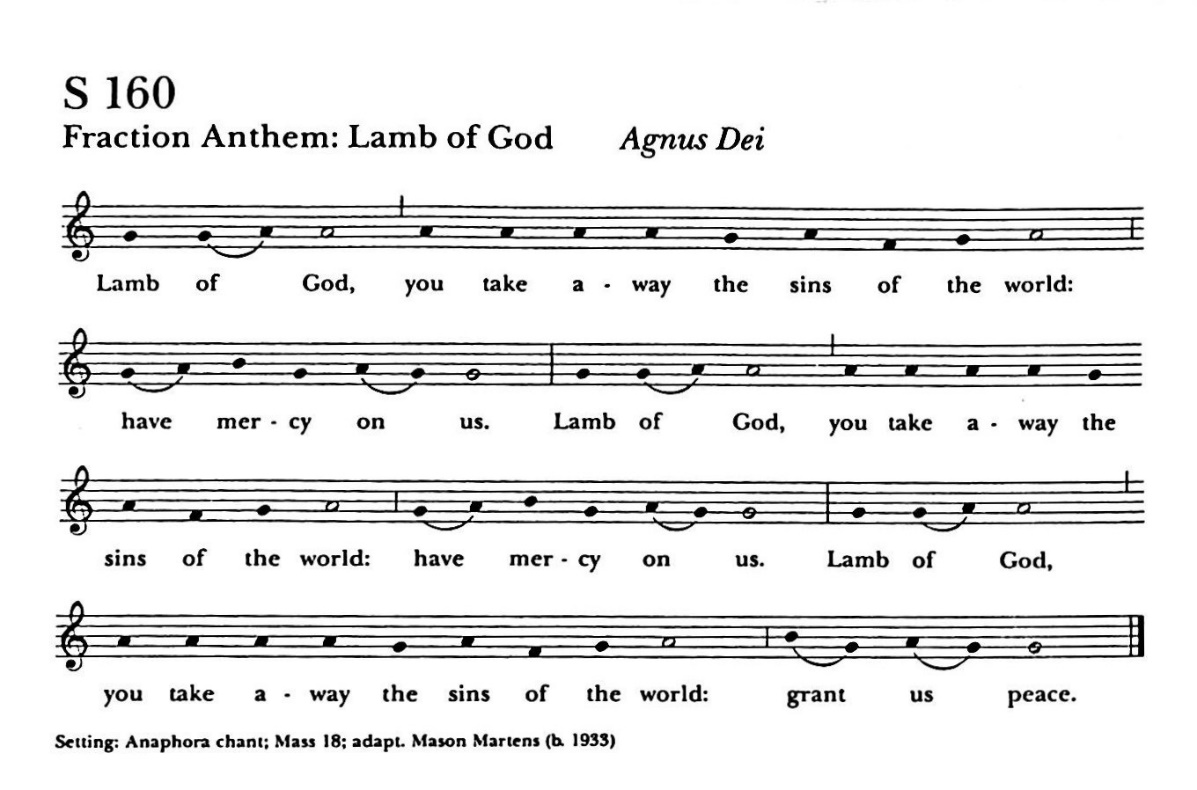 S 160
Fraction Anthem: Lamb of God Agnus Dei
Lamb of God, you take a - way the sins of the world:
have mer - cy on us. Lamb of God, you take a - way the
sins of the world: have mer - cy on us. Lamb of God,
you take a - way the sins of the world: grant us peace.
Setting: Anaphora chant; Mass 18; adapt. Mason Martens (b. 1933)